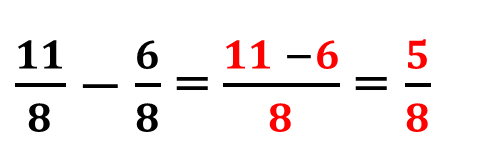 11/8 − 6/8 = 11 −6/8 = 5/8